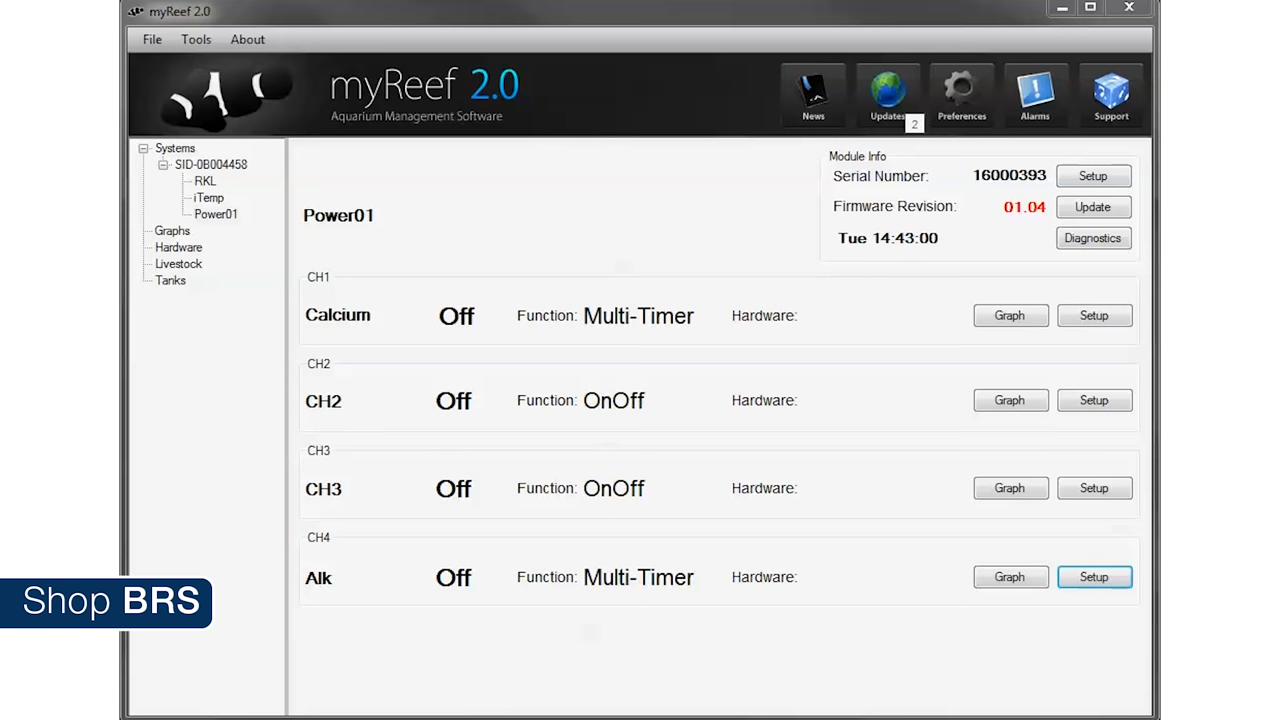 myReef 2.0
File Tools About
myReef 2.0
Aquarium Management Software
News Updates 2 Preferences Alarms Support
Systems
SID-0B004458
RKL
iTemp
Power01
Graphs
Hardware
Livestock
Tanks
Power01
Module Info
Serial Number: 16000393 Setup
Firmware Revision: 01.04 Update
Tue 14:43:00 Diagnostics
CH1
Calcium Off Function: Multi-Timer Hardware: Graph Setup
CH2
CH2 Off Function: OnOff Hardware: Graph Setup
CH3
CH3 Off Function: OnOff Hardware: Graph Setup
CH4
Alk Off Function: Multi-Timer Hardware: Graph Setup
Shop BRS